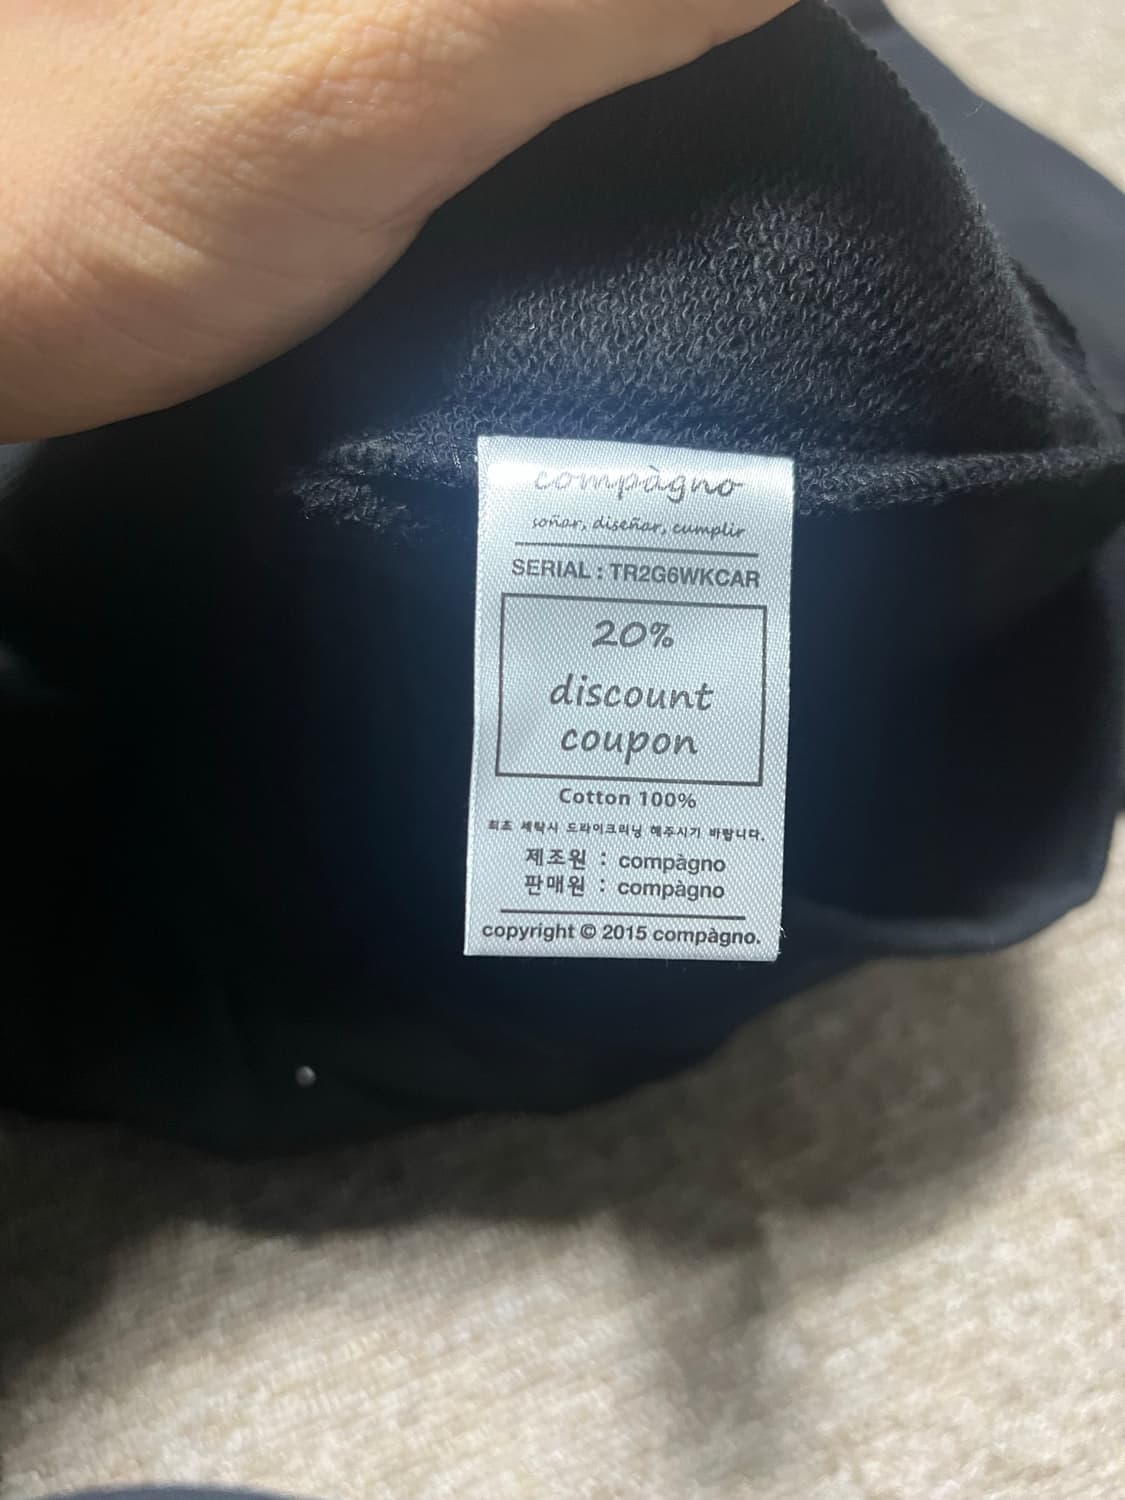 compàgno
soñar, diseñar, cumplir
SERIAL : TR2G6WKCAR
20%
discount
coupon
Cotton 100%
최초 세탁시 드라이크리닝 해주시기 바랍니다.
제조원 : compàgno
판매원 : compàgno
copyright © 2015 compàgno.